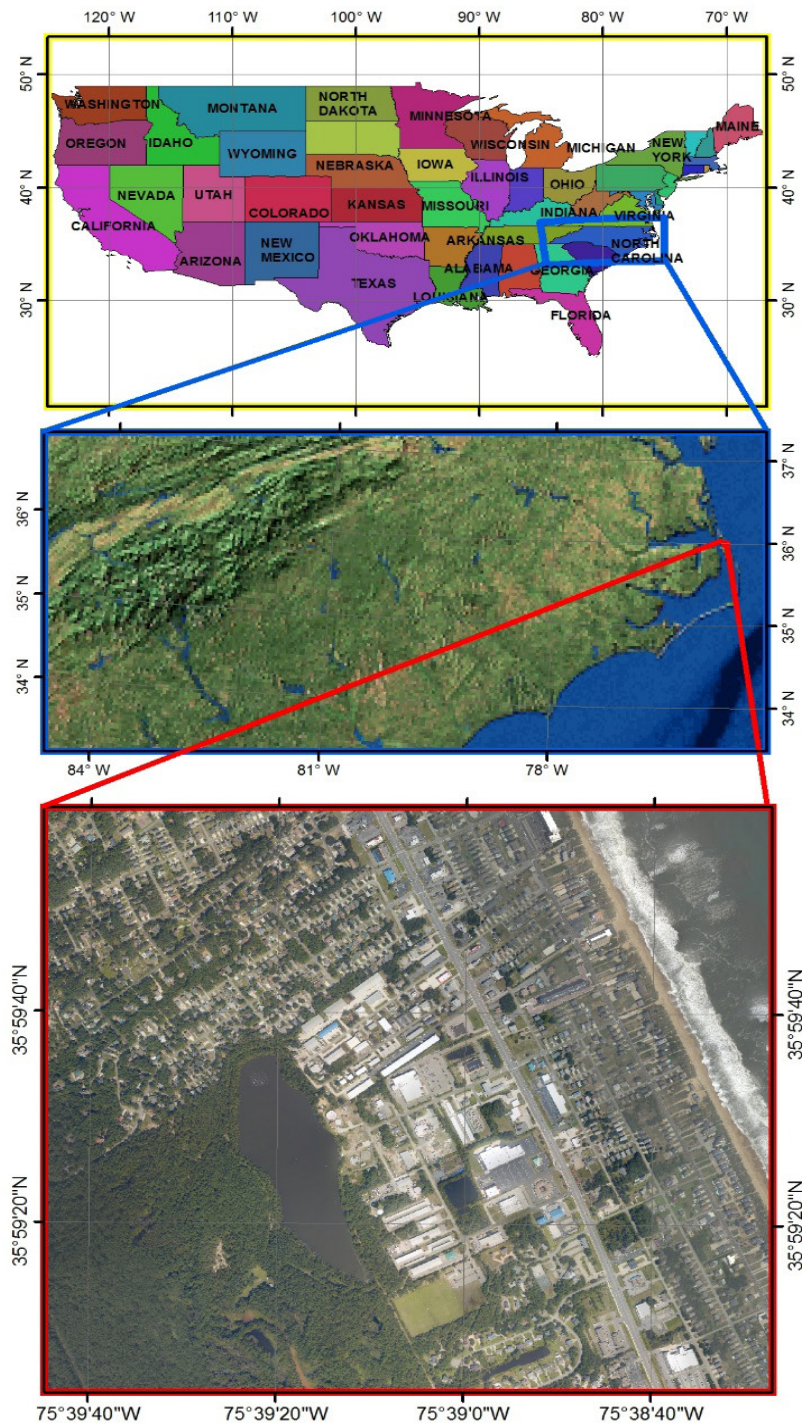 120° W
110° W
100° W
90° W
80° W
70° W
50° N
50° N
WASHINGTON
MONTANA
NORTH
DAKOTA
MINNESOTA
MAINE
OREGON
IDAHO
WISCONSIN
MICHIGAN
NEW
YORK
WYOMING
NEBRASKA
IOWA
ILLINOIS
OHIO
40° N
40° N
NEVADA
UTAH
COLORADO
KANSAS
MISSOURI
INDIANA
VIRGINIA
CALIFORNIA
OKLAHOMA
ARKANSAS
NORTH
CAROLINA
ARIZONA
NEW
MEXICO
ALABAMA
GEORGIA
TEXAS
LOUISIANA
30° N
30° N
FLORIDA
37° N
36° N
36° N
35° N
35° N
34° N
34° N
84° W
81° W
78° W
35°59'40"N
35°59'40"N
35°59'20"N
35°59'20"N
75°39'40"W
75°39'20"W
75°39'0"W
75°38'40"W